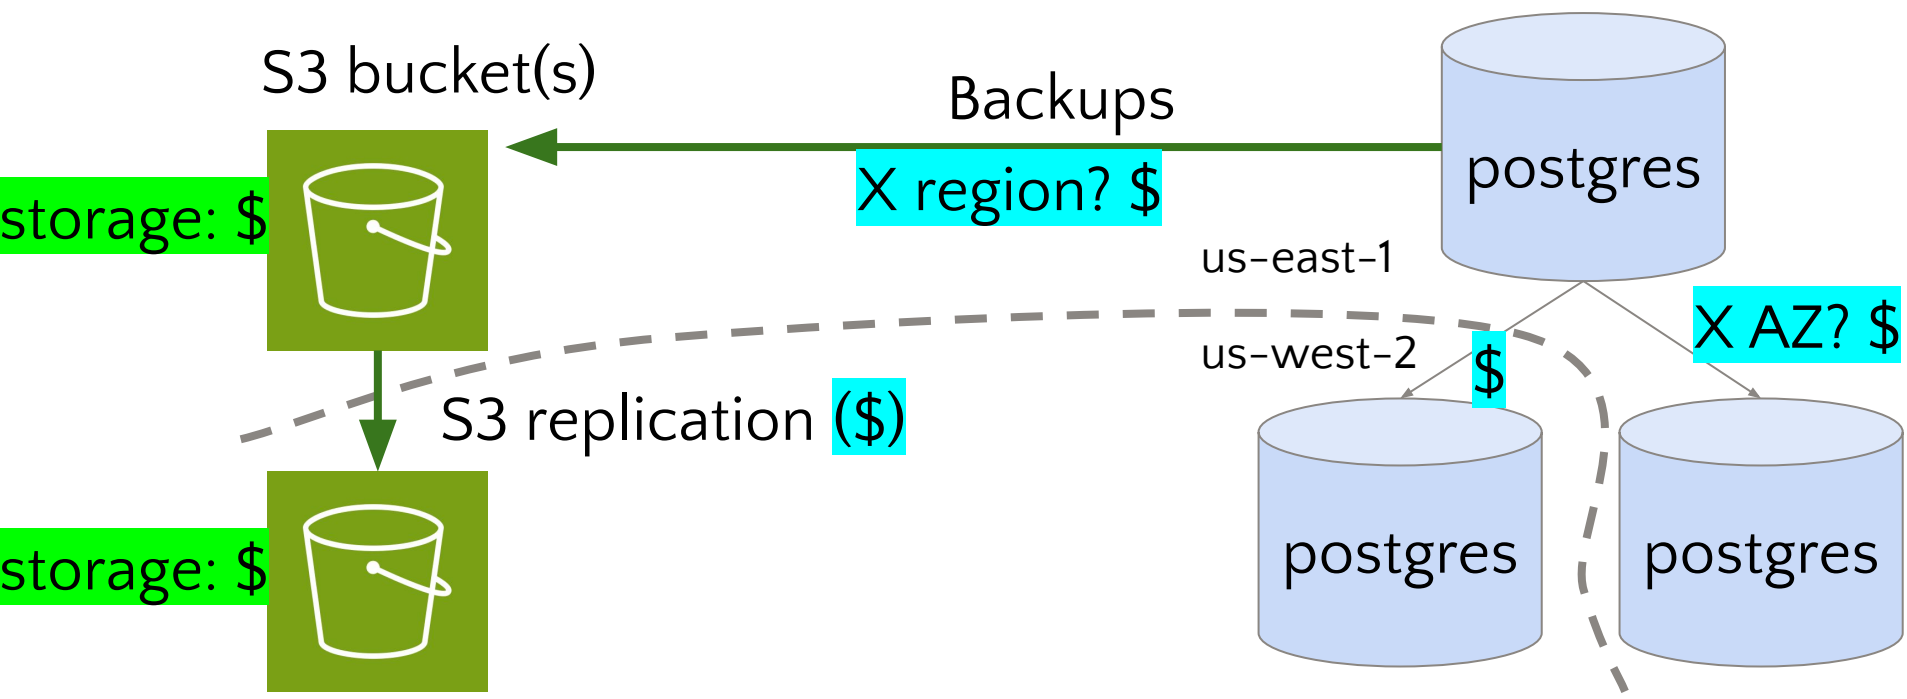 S3 bucket(s)
Backups
postgres
storage: $
X region? $
us-east-1
X AZ? $
us-west-2
$
S3 replication ($)
storage: $
postgres
postgres